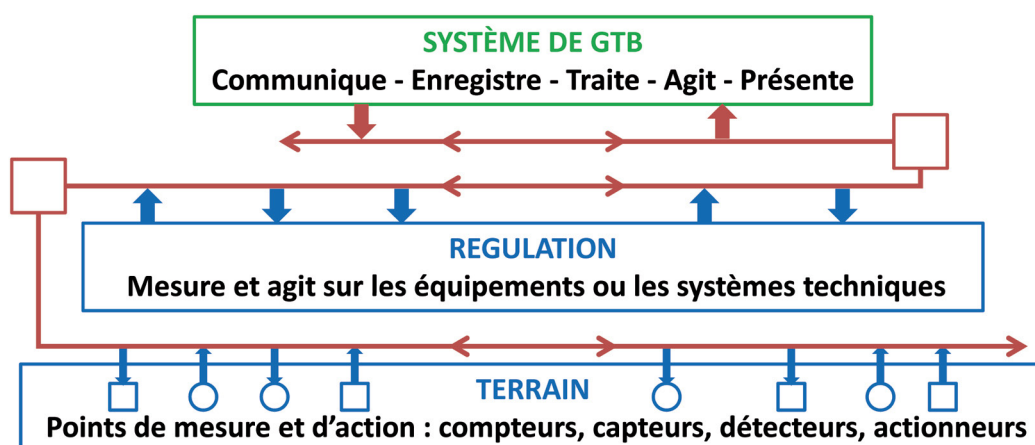 SYSTÈME DE GTB
Communique - Enregistre - Traite - Agit - Présente
REGULATION
Mesure et agit sur les équipements ou les systèmes techniques
TERRAIN
Points de mesure et d’action : compteurs, capteurs, détecteurs, actionneurs